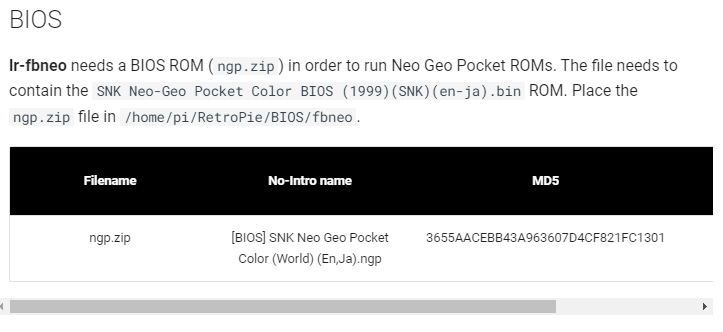 BIOS
lr-fbneo needs a BIOS ROM ( ngp.zip ) in order to run Neo Geo Pocket ROMs. The file needs to
contain the SNK Neo-Geo Pocket Color BIOS (1999)(SNK)(en-ja).bin ROM. Place the
ngp.zip file in /home/pi/RetroPie/BIOS/fbneo .
Filename No-Intro name MD5
ngp.zip [BIOS] SNK Neo Geo Pocket 3655AACEBB43A963607D4CF821FC1301
Color (World) (En,Ja).ngp